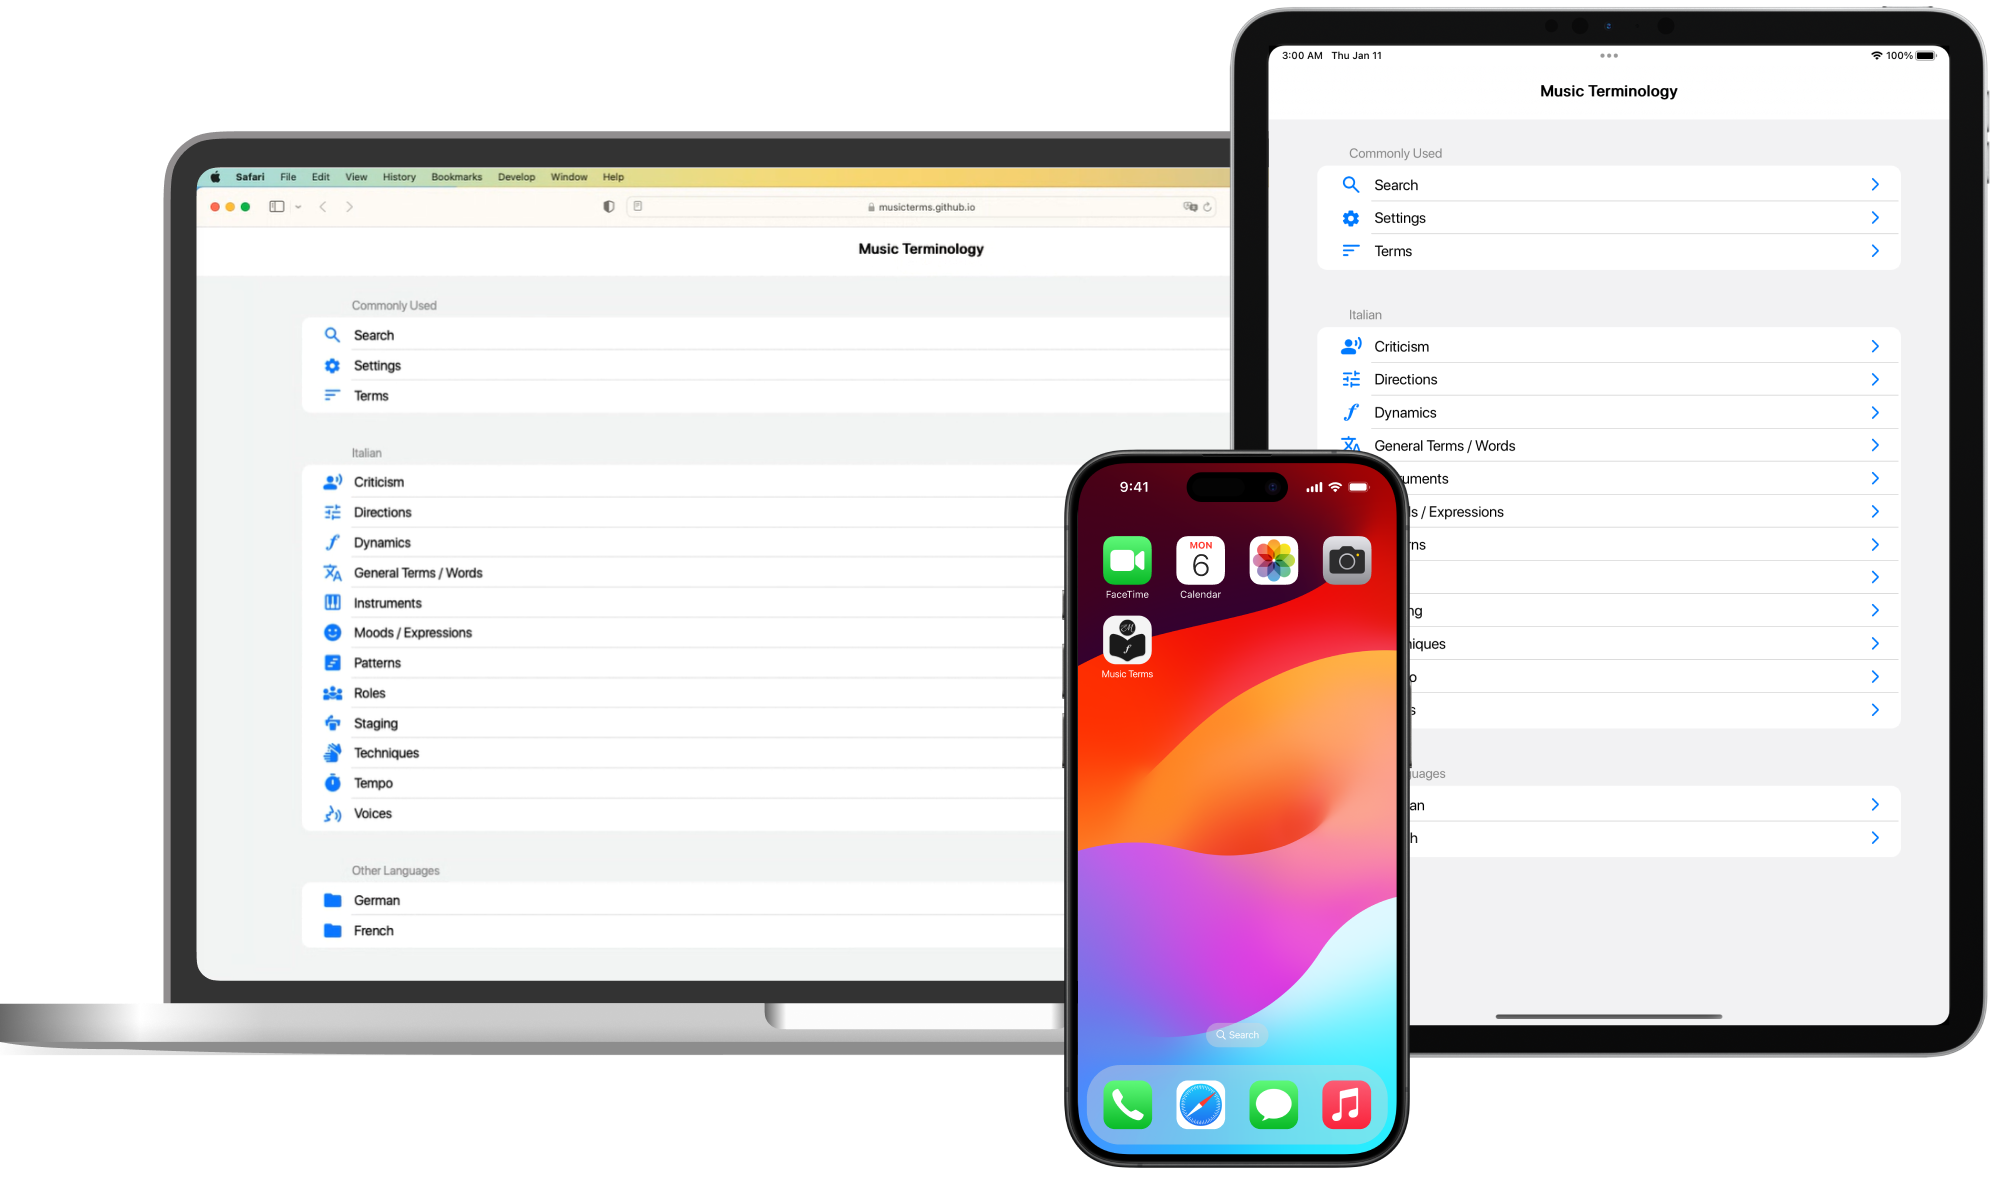 Safari File Edit View History Bookmarks Develop Window Help
musicterms.github.io
Music Terminology
Commonly Used
Search
Settings
Terms
Italian
Criticism
Directions
Dynamics
General Terms / Words
Instruments
Moods / Expressions
Patterns
Roles
Staging
Techniques
Tempo
Voices
Other Languages
German
French
3:00 AM Thu Jan 11
100%
Music Terminology
Commonly Used
Search
Settings
Terms
Italian
Criticism
Directions
Dynamics
General Terms / Words
uments
ls / Expressions
rns
ng
niques
o
s
uages
an
h
9:41
MON
6
FaceTime
Calendar
Music Terms
Search